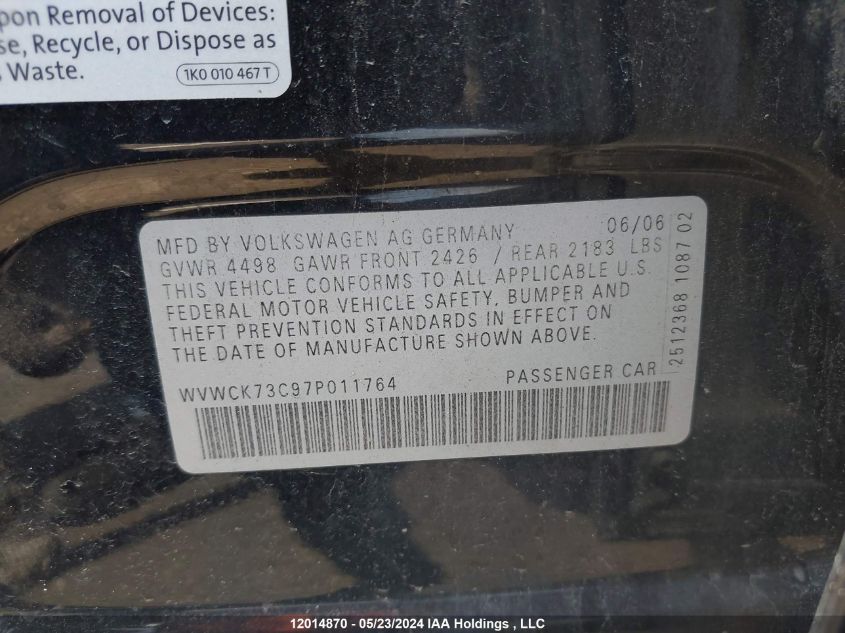 pon Removal of Devices:
se, Recycle, or Dispose as
s Waste.
1K0 010 467 T
MFD BY VOLKSWAGEN AG GERMANY 06/06
GVWR 4498 GAWR FRONT 2426 / REAR 2183 LBS
THIS VEHICLE CONFORMS TO ALL APPLICABLE U.S.
FEDERAL MOTOR VEHICLE SAFETY, BUMPER AND
THEFT PREVENTION STANDARDS IN EFFECT ON
THE DATE OF MANUFACTURE SHOWN ABOVE.
WVWCK73C97P011764 PASSENGER CAR
2512368 1087 02
12014870 - 05/23/2024 IAA Holdings , LLC